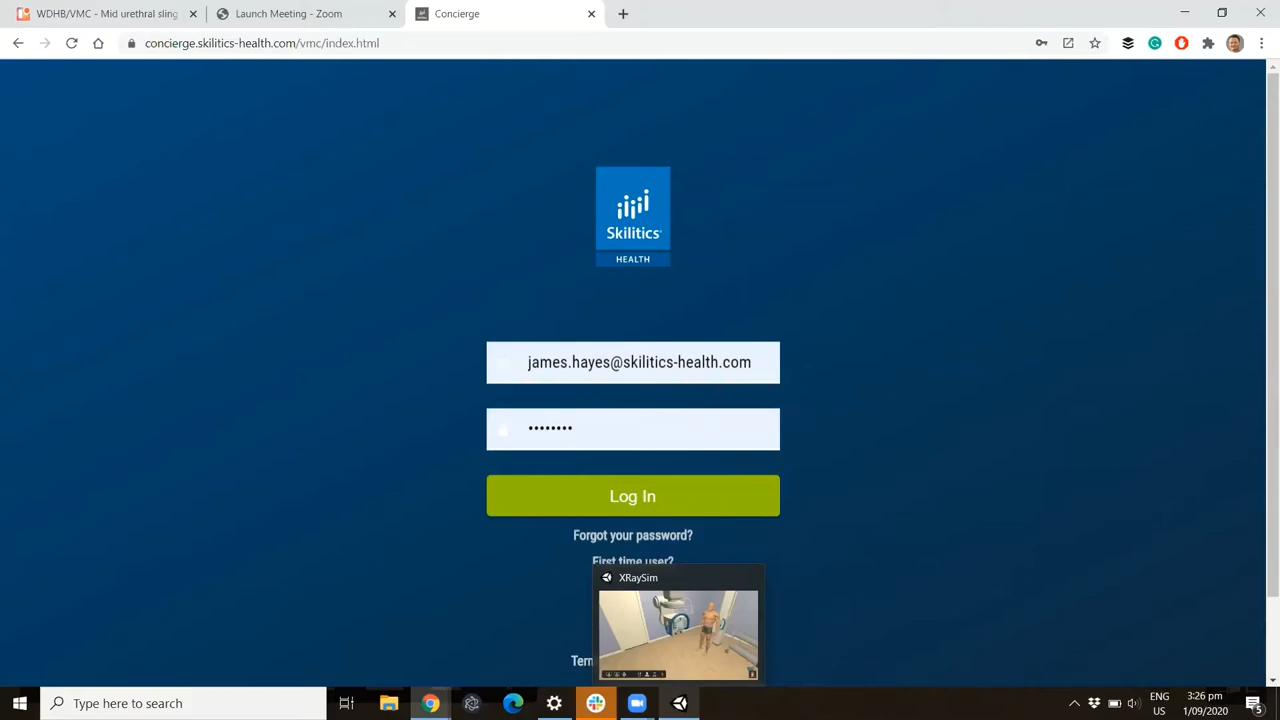 WDHB/VMC - Mid urethral sling
Launch Meeting - Zoom
Concierge
concierge.skilitics-health.com/vmc/index.html
Skilitics
HEALTH
james.hayes@skilitics-health.com
••••••••
Log In
Forgot your password?
First time user?
XRaySim
Term
Type here to search
ENG
US
3:26 pm
1/09/2020
5